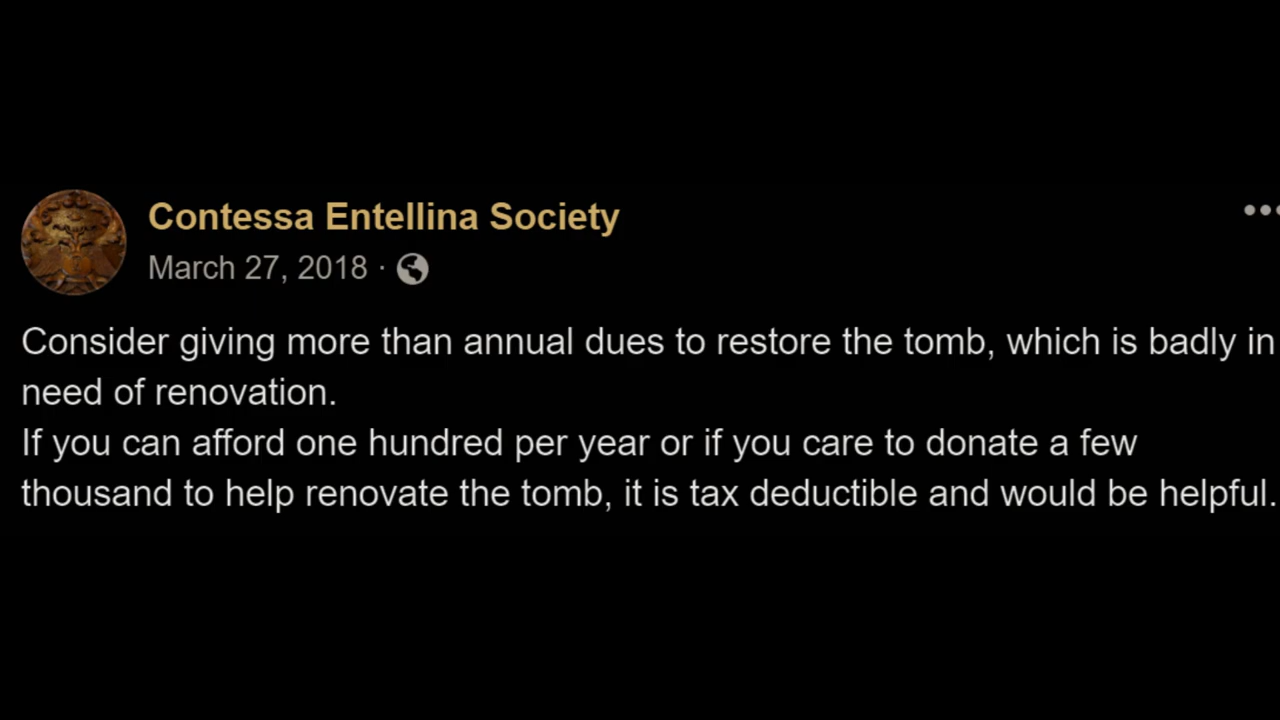 Contessa Entellina Society
March 27, 2018 ·
Consider giving more than annual dues to restore the tomb, which is badly in
need of renovation.
If you can afford one hundred per year or if you care to donate a few
thousand to help renovate the tomb, it is tax deductible and would be helpful.